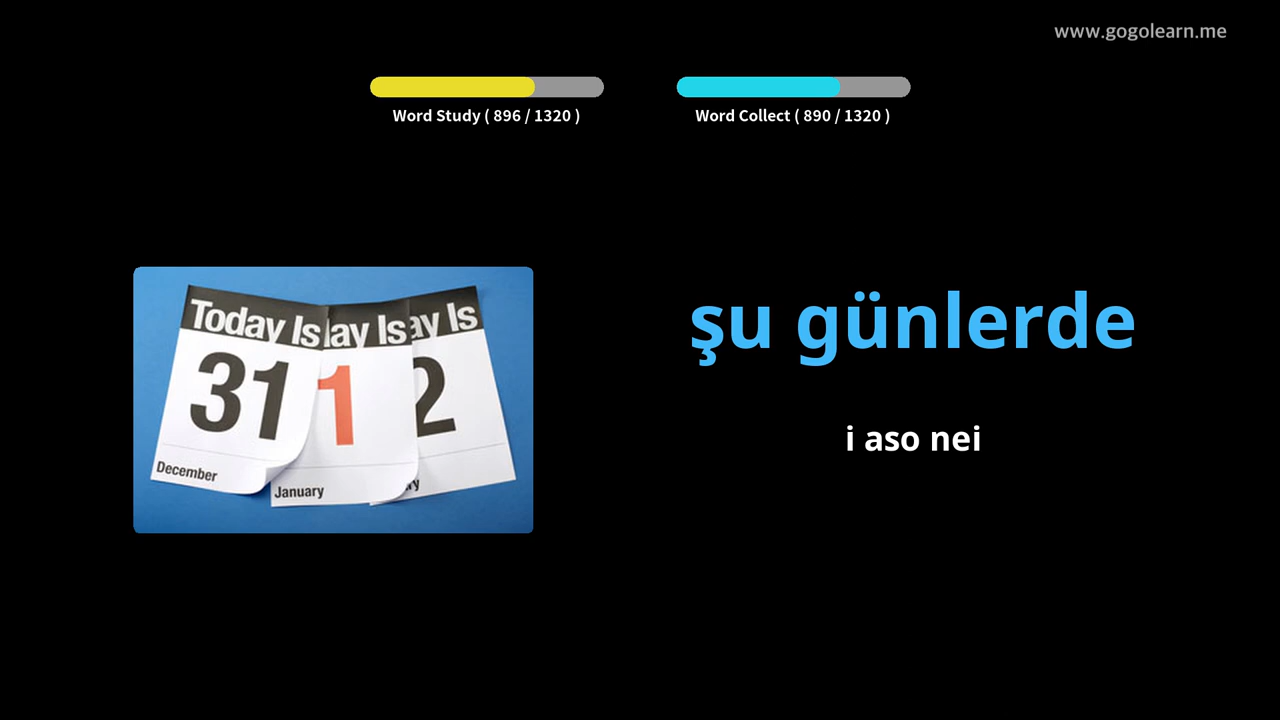 www.gogolearn.me
Word Study ( 896 / 1320 )
Word Collect ( 890 / 1320 )
şu günlerde
i aso nei
Today Is
31
December
ay Is
1
January
ay Is
2
ry